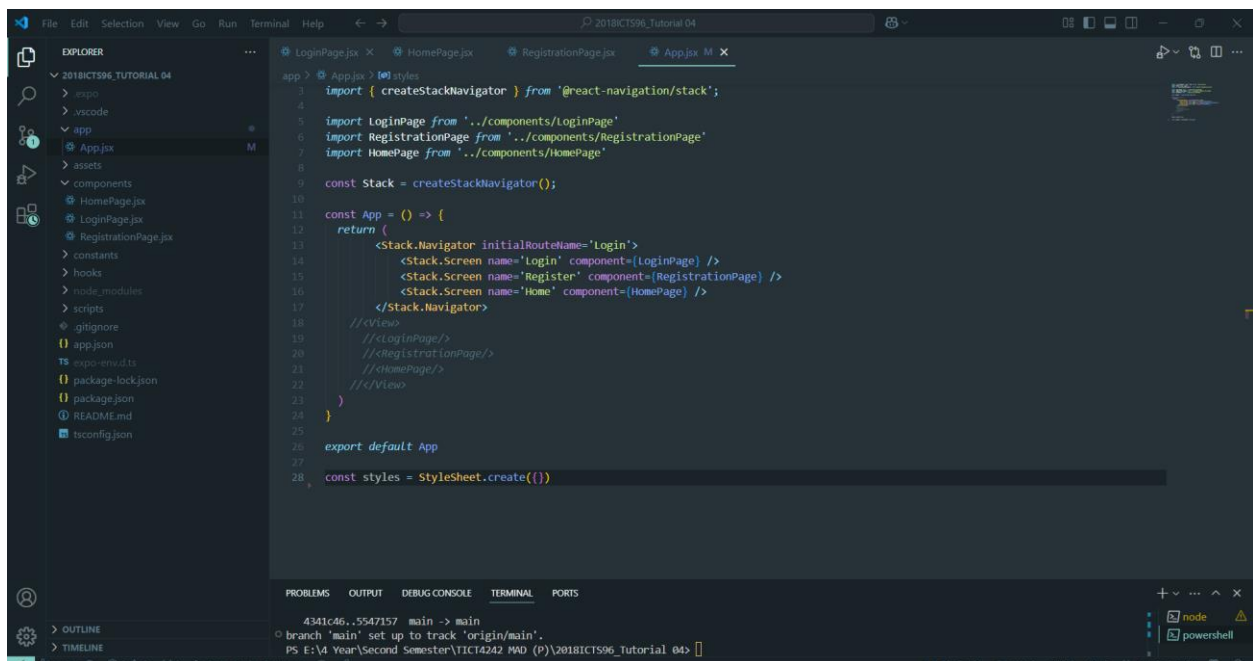 File Edit Selection View Go Run Terminal Help
2018ICTS96_Tutorial 04
EXPLORER
2018ICTS96_TUTORIAL 04
.expo
.vscode
app
App.jsx M
assets
components
HomePage.jsx
LoginPage.jsx
RegistrationPage.jsx
constants
hooks
node_modules
scripts
.gitignore
{} app.json
TS expo-env.d.ts
{} package-lock.json
{} package.json
README.md
tsconfig.json
OUTLINE
TIMELINE
1
LoginPage.jsx HomePage.jsx RegistrationPage.jsx App.jsx M
app > App.jsx > styles
3 import { createStackNavigator } from '@react-navigation/stack';
4
5 import LoginPage from '../components/LoginPage'
6 import RegistrationPage from '../components/RegistrationPage'
7 import HomePage from '../components/HomePage'
8
9 const Stack = createStackNavigator();
10
11 const App = () => {
12 return (
13 <Stack.Navigator initialRouteName='Login'>
14 <Stack.Screen name='Login' component={LoginPage} />
15 <Stack.Screen name='Register' component={RegistrationPage} />
16 <Stack.Screen name='Home' component={HomePage} />
17 </Stack.Navigator>
18 //<View>
19 //<LoginPage/>
20 //<RegistrationPage/>
21 //<HomePage/>
22 //</View>
23 )
24 }
25
26 export default App
27
28 const styles = StyleSheet.create({})
PROBLEMS OUTPUT DEBUG CONSOLE TERMINAL PORTS
4341c46..5547157 main -> main
branch 'main' set up to track 'origin/main'.
PS E:\4 Year\Second Semester\TICT4242 MAD (P)\2018ICTS96_Tutorial 04>
node
powershell